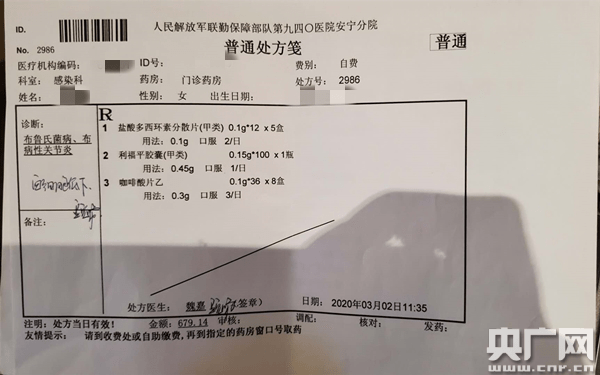 ID.
No. 2986
人民解放军联勤保障部队第九四〇医院安宁分院
普通处方笺
普通
医疗机构编码:
ID号:
费别: 自费
科室: 感染科
药房: 门诊药房
处方号: 2986
姓名:
性别: 女 出生日期:
诊断:
布鲁氏菌病、布
病性关节炎
备注:
R
1 盐酸多西环素分散片(甲类) 0.1g*12 x 5盒
用法: 0.1g 口服 2/日
2 利福平胶囊(甲类) 0.15g*100 x 1瓶
用法: 0.45g 口服 1/日
3 咖啡酸片乙 0.1g*36 x 8盒
用法: 0.3g 口服 3/日
处方医生: 魏嘉 (签章)
日期: 2020年03月02日11:35
注明: 处方当日有效!
金额: 679.14 审核:
调配:
核对:
发药:
友情提示: 请到收费处或自助缴费,再到指定的药房窗口号取药
央广网
www.cnr.cn